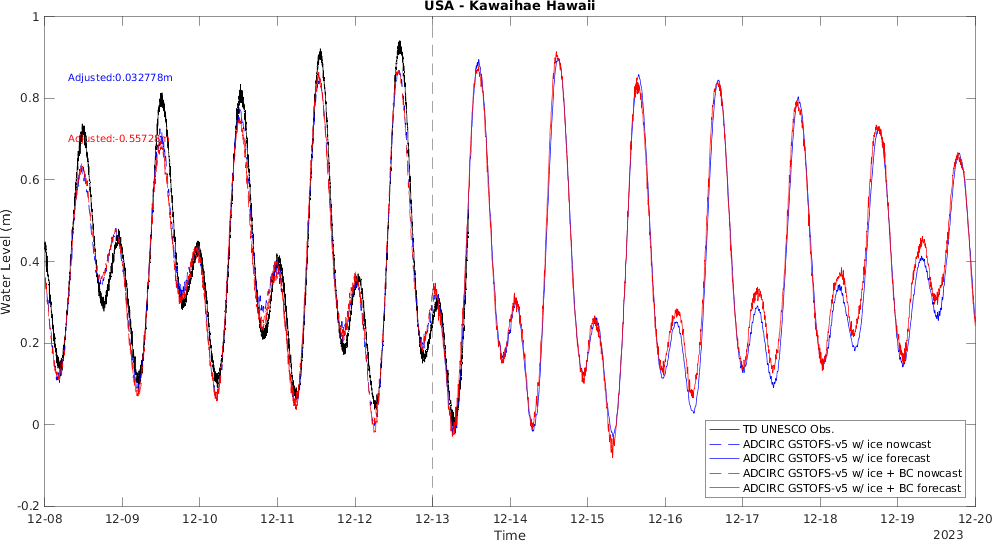 USA - Kawaihae Hawaii
1
0.8
0.6
0.4
0.2
0
-0.2
Water Level (m)
Adjusted:0.032778m
Adjusted:-0.5572
12-08
12-09
12-10
12-11
12-12
12-13
12-14
12-15
12-16
12-17
12-18
12-19
12-20
Time
2023
TD UNESCO Obs.
ADCIRC GSTOFS-v5 w/ ice nowcast
ADCIRC GSTOFS-v5 w/ ice forecast
ADCIRC GSTOFS-v5 w/ ice + BC nowcast
ADCIRC GSTOFS-v5 w/ ice + BC forecast